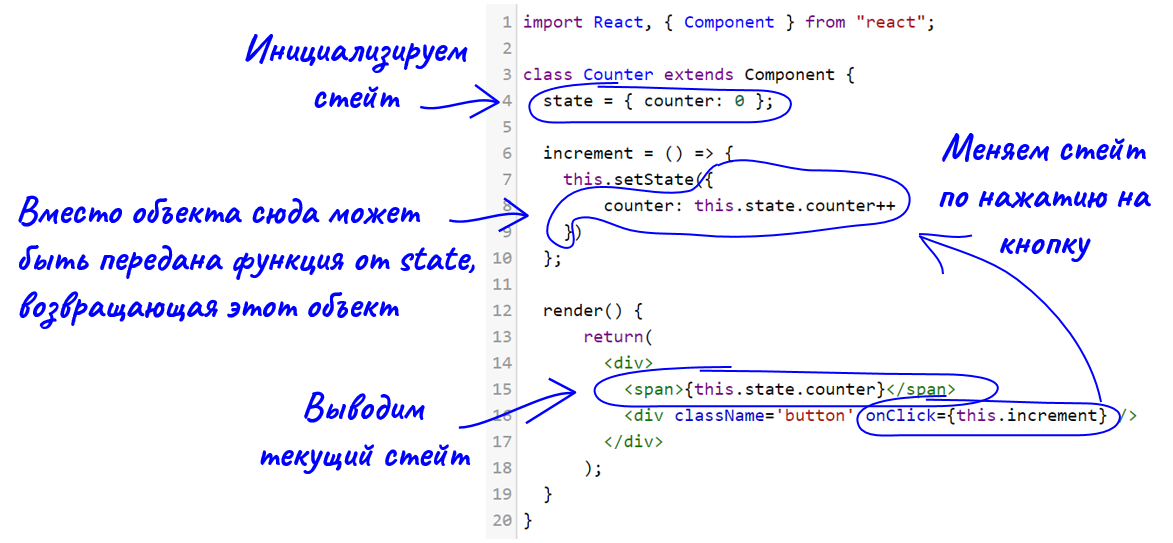 Инициализируем
стейт
Вместо объекта сюда может
быть передана функция от state,
возвращающая этот объект
Выводим
текущий стейт
1 import React, { Component } from "react";
2
3 class Counter extends Component {
4 state = { counter: 0 };
5
6 increment = () => {
7 this.setState({
8 counter: this.state.counter++
9 })
10 };
11
12 render() {
13 return(
14 <div>
15 <span>{this.state.counter}</span>
16 <div className='button' onClick={this.increment} />
17 </div>
18 );
19 }
20 }
Меняем стейт
по нажатию на
кнопку